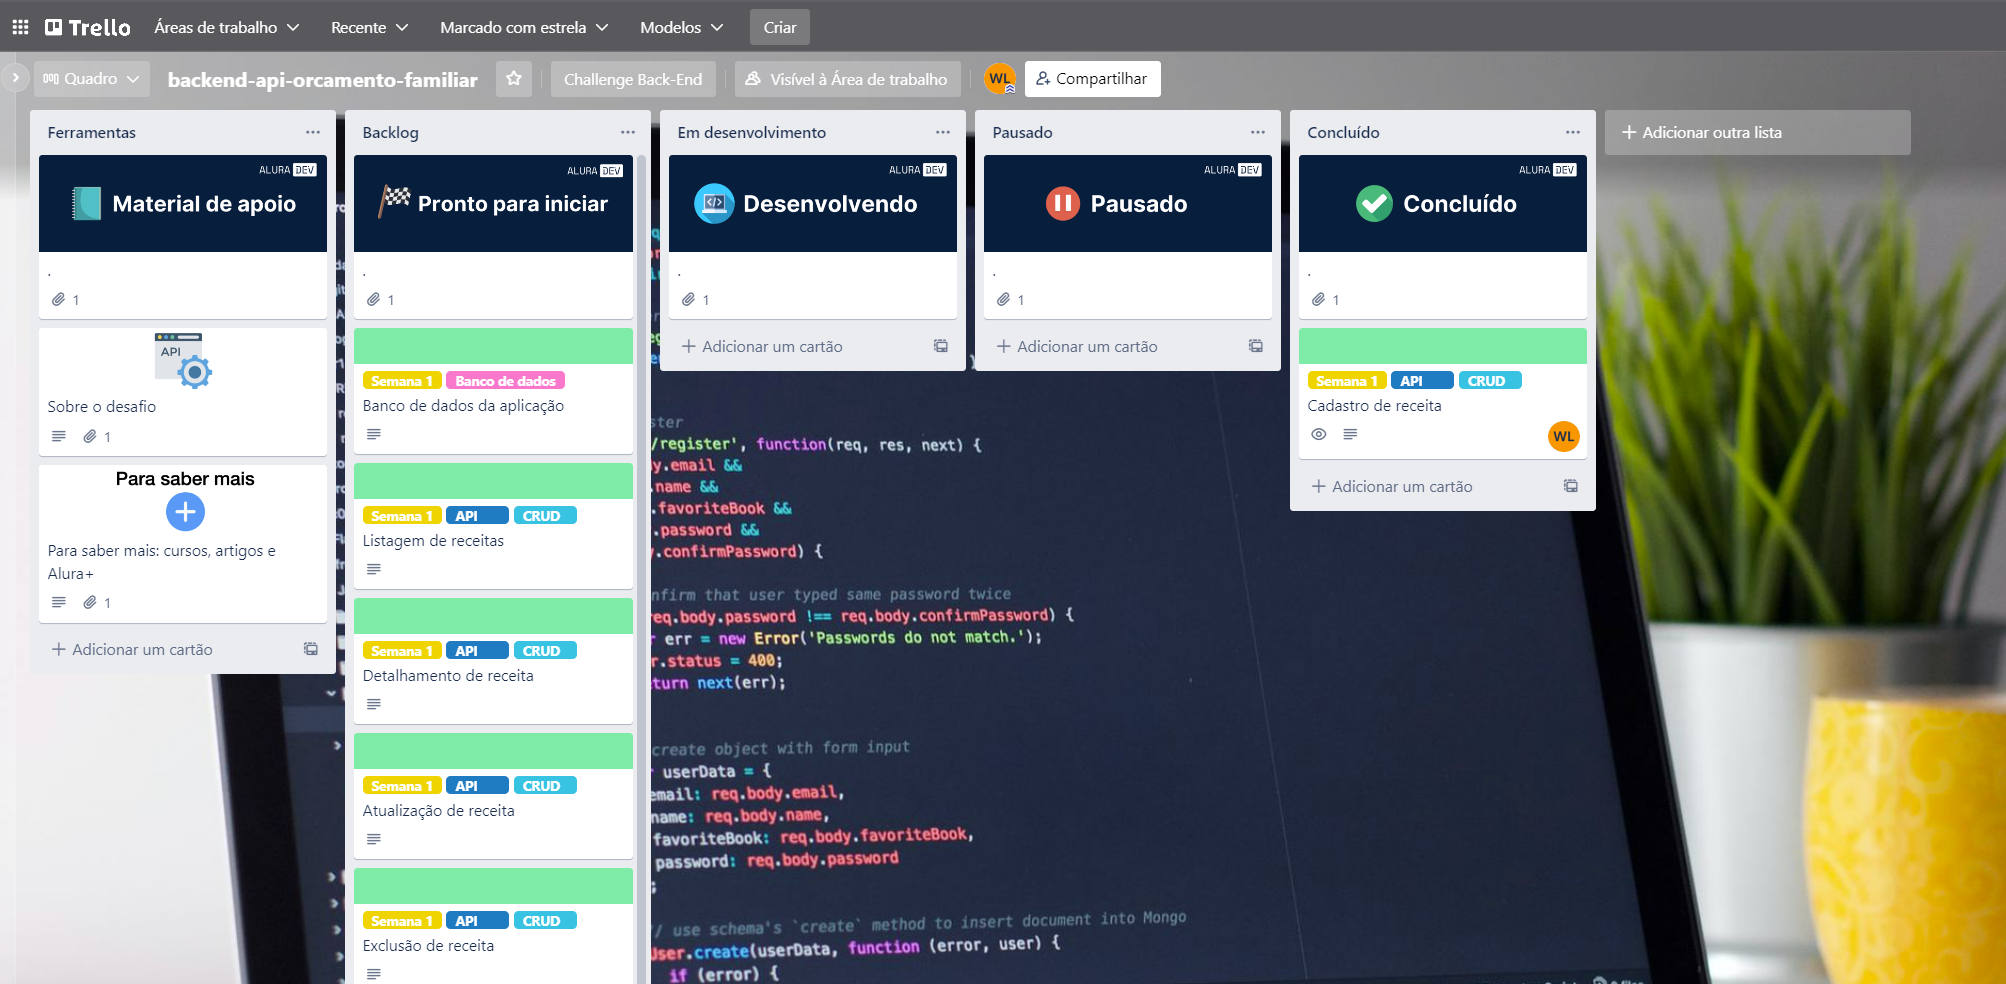 Trello
Áreas de trabalho
Recente
Marcado com estrela
Modelos
Criar
Quadro
backend-api-orcamento-familiar
Challenge Back-End
Visível à Área de trabalho
WL
Compartilhar
Ferramentas
ALURA DEV
Material de apoio
.
1
API
Sobre o desafio
1
Para saber mais
Para saber mais: cursos, artigos e
Alura+
1
+ Adicionar um cartão
Backlog
ALURA DEV
Pronto para iniciar
.
1
Semana 1 Banco de dados
Banco de dados da aplicação
Semana 1 API CRUD
Listagem de receitas
Semana 1 API CRUD
Detalhamento de receita
Semana 1 API CRUD
Atualização de receita
Semana 1 API CRUD
Exclusão de receita
Em desenvolvimento
ALURA DEV
Desenvolvendo
.
1
+ Adicionar um cartão
Pausado
ALURA DEV
Pausado
.
1
+ Adicionar um cartão
Concluído
ALURA DEV
Concluído
.
1
Semana 1 API CRUD
Cadastro de receita
WL
+ Adicionar um cartão
+ Adicionar outra lista
/register', function(req, res, next) {
.email &&
.name &&
.favoriteBook &&
.password &&
.confirmPassword) {
that user typed same password twice
req.body.password !== req.body.confirmPassword) {
err = new Error('Passwords do not match.');
.status = 400;
next(err);
create object with form input
userData = {
email: req.body.email,
name: req.body.name,
favoriteBook: req.body.favoriteBook,
password: req.body.password
// use schema's `create` method to insert document into Mongo
User.create(userData, function (error, user) {
if (error) {